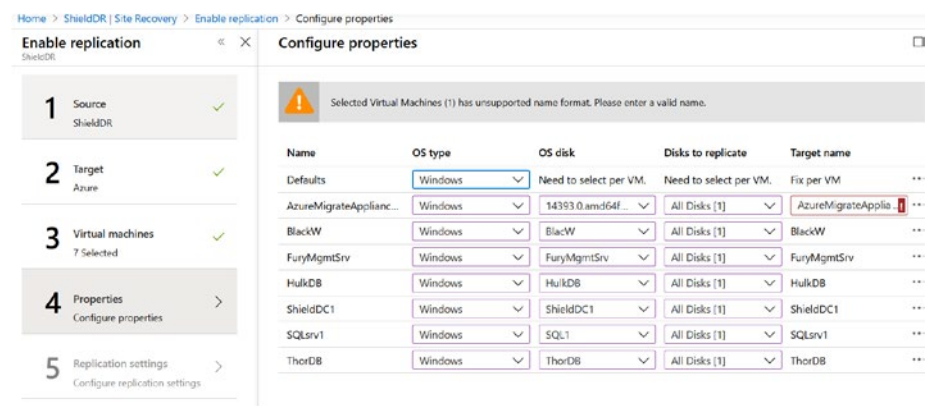 Home > ShieldDR | Site Recovery > Enable replication > Configure properties
Enable replication
ShieldDR
1 Source
ShieldDR
2 Target
Azure
3 Virtual machines
7 Selected
4 Properties
Configure properties
5 Replication settings
Configure replication settings
Configure properties
Selected Virtual Machines (1) has unsupported name format. Please enter a valid name.
Name OS type OS disk Disks to replicate Target name
Defaults Windows Need to select per VM. Need to select per VM. Fix per VM
AzureMigrateApplianc... Windows 14393.0.amd64f... All Disks [1] AzureMigrateApplia...
BlackW Windows BlacW All Disks [1] BlackW
FuryMgmtSrv Windows FuryMgmtSrv All Disks [1] FuryMgmtSrv
HulkDB Windows HulkDB All Disks [1] HulkDB
ShieldDC1 Windows ShieldDC1 All Disks [1] ShieldDC1
SQLsrv1 Windows SQL1 All Disks [1] SQLsrv1
ThorDB Windows ThorDB All Disks [1] ThorDB